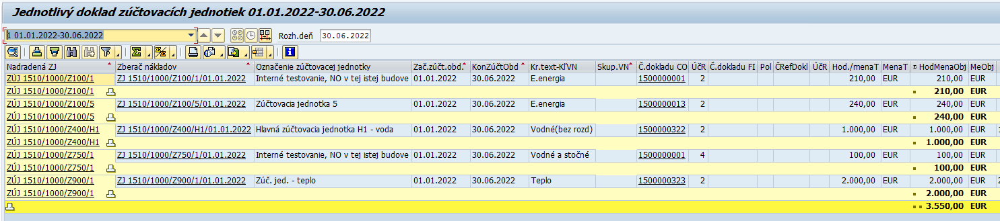 Jednotlivý doklad zúčtovacích jednotiek 01.01.2022-30.06.2022
1 01.01.2022-30.06.2022 Rozh.deň 30.06.2022
Nadradená ZJ Zberač nákladov Označenie zúčtovacej jednotky Zač.zúčt.obd. KonZúčtObd Kr.text-KľVN Skup.VN Č.dokladu CO ÚčR Č.dokladu FI Pol ČRefDokl ÚčR Hod./menaT MenaT HodMenaObj MeObj
ZÚJ 1510/1000/Z100/1 ZJ 1510/1000/Z100/1/01.01.2022 Interné testovanie, NO v tej istej budove 01.01.2022 30.06.2022 E.energia 1500000001 2 210,00 EUR 210,00 EUR
ZÚJ 1510/1000/Z100/1 210,00 EUR
ZÚJ 1510/1000/Z100/5 ZJ 1510/1000/Z100/5/01.01.2022 Zúčtovacia jednotka 5 01.01.2022 30.06.2022 E.energia 1500000013 2 240,00 EUR 240,00 EUR
ZÚJ 1510/1000/Z100/5 240,00 EUR
ZÚJ 1510/1000/Z400/H1 ZJ 1510/1000/Z400/H1/01.01.2022 Hlavná zúčtovacia jednotka H1 - voda 01.01.2022 30.06.2022 Vodné(bez rozd) 1500000322 2 1.000,00 EUR 1.000,00 EUR
ZÚJ 1510/1000/Z400/H1 1.000,00 EUR
ZÚJ 1510/1000/Z750/1 ZJ 1510/1000/Z750/1/01.01.2022 Interné testovanie, NO v tej istej budove 01.01.2022 30.06.2022 Vodné a stočné 1500000001 4 100,00 EUR 100,00 EUR
ZÚJ 1510/1000/Z750/1 100,00 EUR
ZÚJ 1510/1000/Z900/1 ZJ 1510/1000/Z900/1/01.01.2022 Zúč. jed. - teplo 01.01.2022 30.06.2022 Teplo 1500000323 2 2.000,00 EUR 2.000,00 EUR
ZÚJ 1510/1000/Z900/1 2.000,00 EUR
3.550,00 EUR